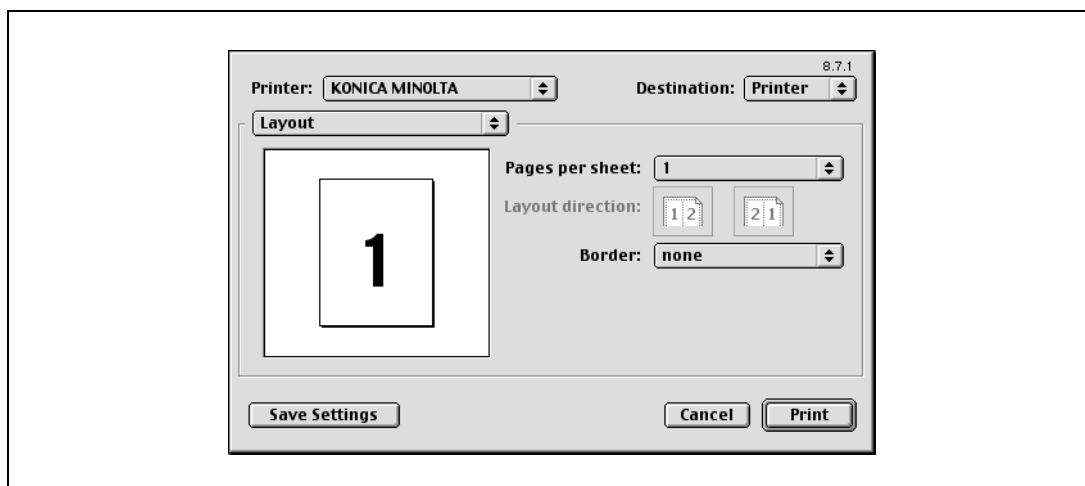 8.7.1
Printer: KONICA MINOLTA Destination: Printer
Layout
Pages per sheet: 1
Layout direction: 1 2 2 1
1
Border: none
Save Settings Cancel Print